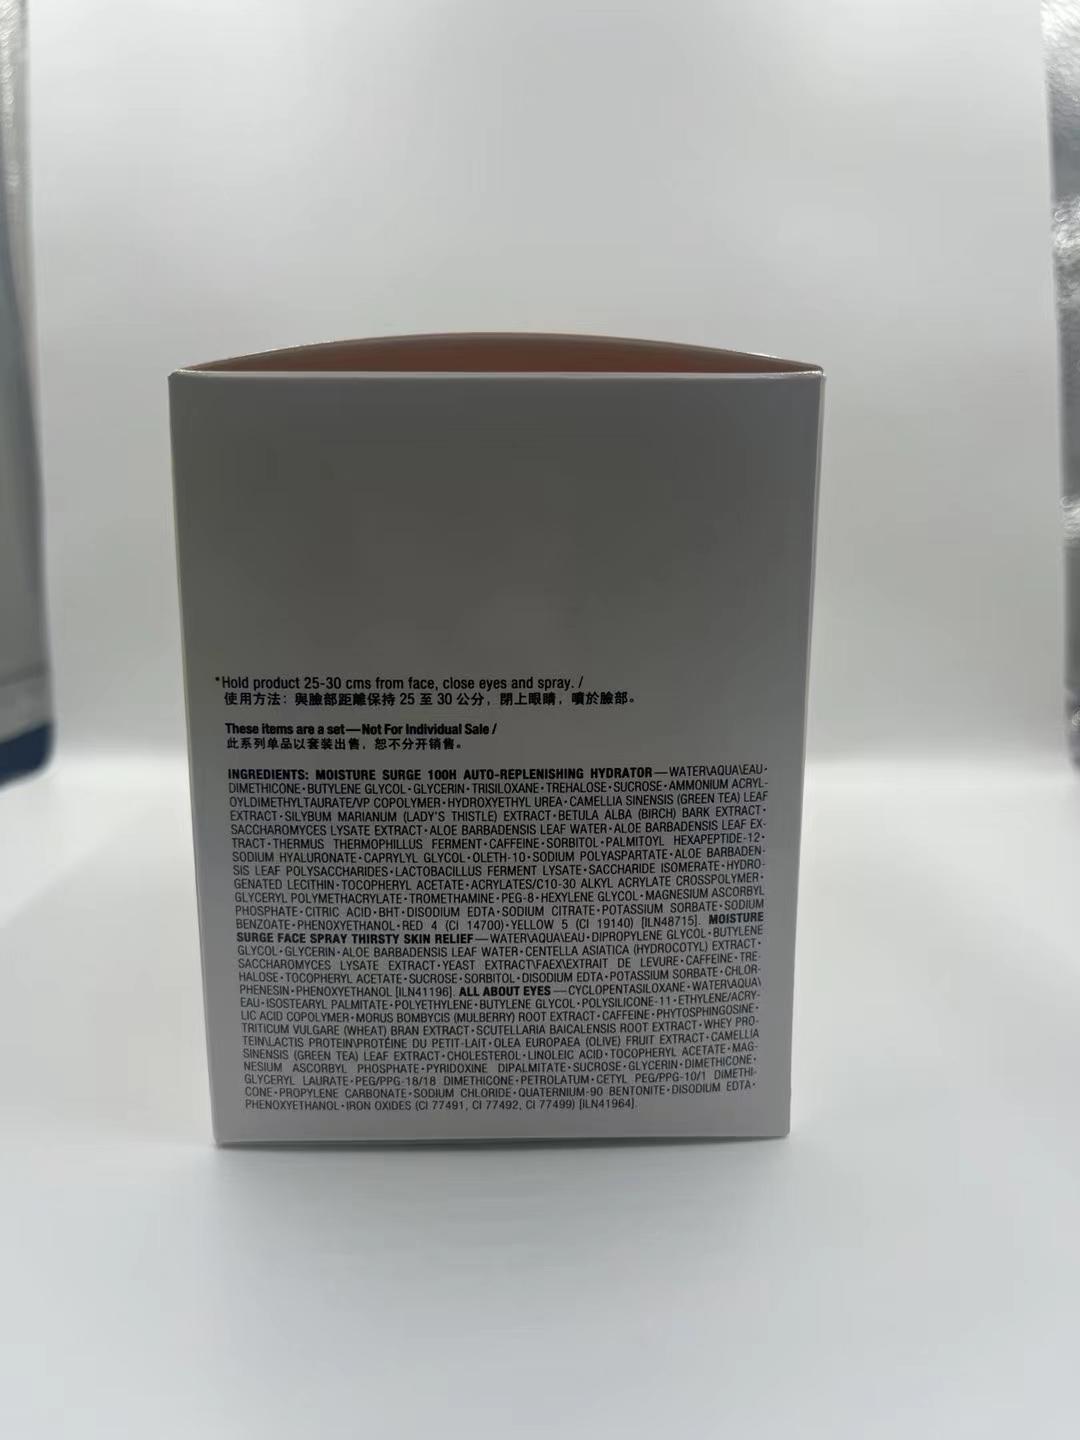 *Hold product 25-30 cms from face, close eyes and spray. /
使用方法：與臉部距離保持 25 至 30 公分，閉上眼睛，噴於臉部。
These items are a set—Not For Individual Sale /
此系列单品以套装出售，恕不分开销售。
INGREDIENTS: MOISTURE SURGE 100H AUTO-REPLENISHING HYDRATOR—WATER\AQUA\EAU•
DIMETHICONE•BUTYLENE GLYCOL•GLYCERIN•TRISILOXANE•TREHALOSE•SUCROSE•AMMONIUM ACRYL-
OYLDIMETHYLTAURATE/VP COPOLYMER•HYDROXYETHYL UREA•CAMELLIA SINENSIS (GREEN TEA) LEAF
EXTRACT•SILYBUM MARIANUM (LADY'S THISTLE) EXTRACT•BETULA ALBA (BIRCH) BARK EXTRACT•
SACCHAROMYCES LYSATE EXTRACT•ALOE BARBADENSIS LEAF WATER•ALOE BARBADENSIS LEAF EX-
TRACT•THERMUS THERMOPHILLUS FERMENT•CAFFEINE•SORBITOL•PALMITOYL HEXAPEPTIDE-12•
SODIUM HYALURONATE•CAPRYLYL GLYCOL•OLETH-10•SODIUM POLYASPARTATE•ALOE BARBADEN-
SIS LEAF POLYSACCHARIDES•LACTOBACILLUS FERMENT LYSATE•SACCHARIDE ISOMERATE•HYDRO-
GENATED LECITHIN•TOCOPHERYL ACETATE•ACRYLATES/C10-30 ALKYL ACRYLATE CROSSPOLYMER•
GLYCERYL POLYMETHACRYLATE•TROMETHAMINE•PEG-8•HEXYLENE GLYCOL•MAGNESIUM ASCORBYL
PHOSPHATE•CITRIC ACID•BHT•DISODIUM EDTA•SODIUM CITRATE•POTASSIUM SORBATE•SODIUM
BENZOATE•PHENOXYETHANOL•RED 4 (CI 14700)•YELLOW 5 (CI 19140) [ILN48715]. MOISTURE
SURGE FACE SPRAY THIRSTY SKIN RELIEF—WATER\AQUA\EAU•DIPROPYLENE GLYCOL•BUTYLENE
GLYCOL•GLYCERIN•ALOE BARBADENSIS LEAF WATER•CENTELLA ASIATICA (HYDROCOTYL) EXTRACT•
SACCHAROMYCES LYSATE EXTRACT•YEAST EXTRACT\FAEX\EXTRAIT DE LEVURE•CAFFEINE•TRE-
HALOSE•TOCOPHERYL ACETATE•SUCROSE•SORBITOL•DISODIUM EDTA•POTASSIUM SORBATE•CHLOR-
PHENESIN•PHENOXYETHANOL [ILN41196]. ALL ABOUT EYES—CYCLOPENTASILOXANE•WATER\AQUA\
EAU•ISOSTEARYL PALMITATE•POLYETHYLENE•BUTYLENE GLYCOL•POLYSILICONE-11•ETHYLENE/ACRY-
LIC ACID COPOLYMER•MORUS BOMBYCIS (MULBERRY) ROOT EXTRACT•CAFFEINE•PHYTOSPHINGOSINE•
TRITICUM VULGARE (WHEAT) BRAN EXTRACT•SCUTELLARIA BAICALENSIS ROOT EXTRACT•WHEY PRO-
TEIN\LACTIS PROTEIN\PROTÉINE DU PETIT-LAIT•OLEA EUROPAEA (OLIVE) FRUIT EXTRACT•CAMELLIA
SINENSIS (GREEN TEA) LEAF EXTRACT•CHOLESTEROL•LINOLEIC ACID•TOCOPHERYL ACETATE•MAG-
NESIUM ASCORBYL PHOSPHATE•PYRIDOXINE DIPALMITATE•SUCROSE•GLYCERIN•DIMETHICONE•
GLYCERYL LAURATE•PEG/PPG-18/18 DIMETHICONE•PETROLATUM•CETYL PEG/PPG-10/1 DIMETHI-
CONE•PROPYLENE CARBONATE•SODIUM CHLORIDE•QUATERNIUM-90 BENTONITE•DISODIUM EDTA•
PHENOXYETHANOL•IRON OXIDES (CI 77491, CI 77492, CI 77499) [ILN41964].